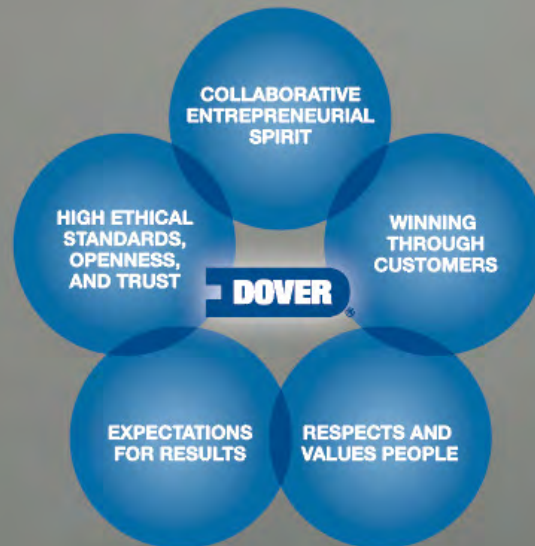 COLLABORATIVE
ENTREPRENEURIAL
SPIRIT
HIGH ETHICAL
STANDARDS,
OPENNESS,
AND TRUST
WINNING
THROUGH
CUSTOMERS
DOVER®
EXPECTATIONS
FOR RESULTS
RESPECTS AND
VALUES PEOPLE